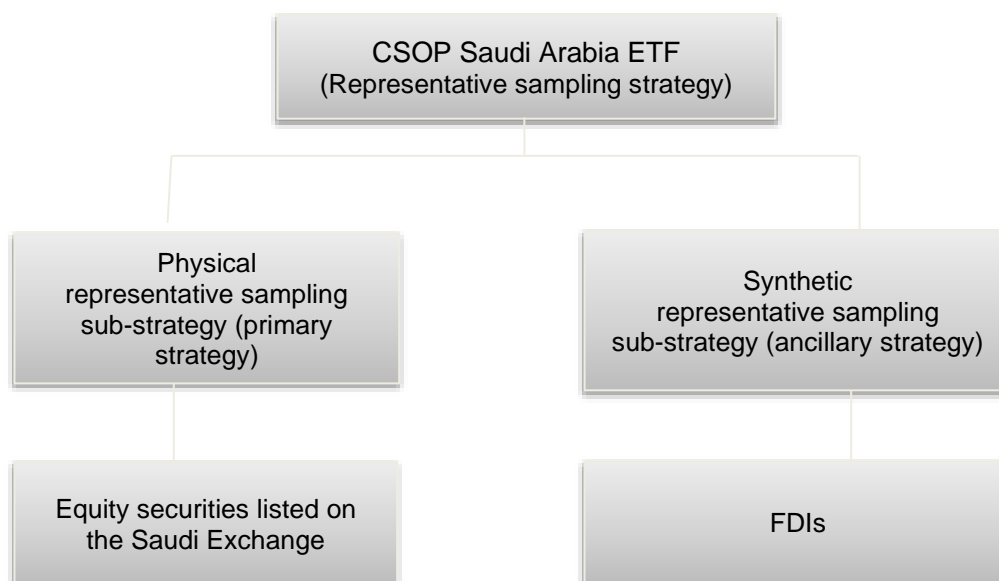 CSOP Saudi Arabia ETF
(Representative sampling strategy)
Physical
representative sampling
sub-strategy (primary
strategy)
Synthetic
representative sampling
sub-strategy (ancillary strategy)
Equity securities listed on
the Saudi Exchange
FDIs